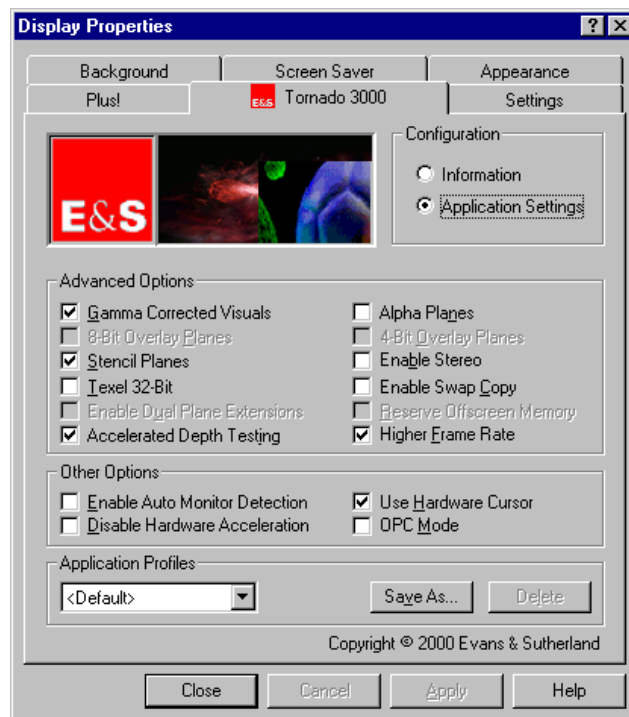 Display Properties
Background Screen Saver Appearance
Plus! E&S Tornado 3000 Settings
E&S
Configuration
Information
Application Settings
Advanced Options
Gamma Corrected Visuals Alpha Planes
8-Bit Overlay Planes 4-Bit Overlay Planes
Stencil Planes Enable Stereo
Texel 32-Bit Enable Swap Copy
Enable Dual Plane Extensions Reserve Offscreen Memory
Accelerated Depth Testing Higher Frame Rate
Other Options
Enable Auto Monitor Detection Use Hardware Cursor
Disable Hardware Acceleration OPC Mode
Application Profiles
<Default> Save As... Delete
Copyright © 2000 Evans & Sutherland
Close Cancel Apply Help